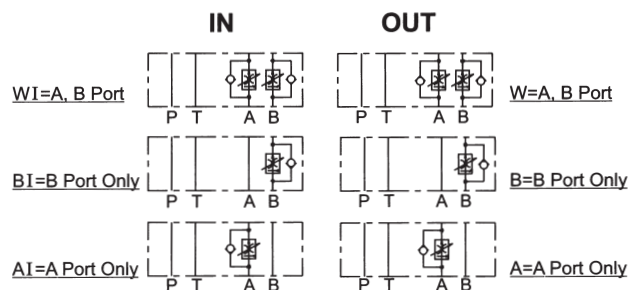 IN OUT
WI=A, B Port W=A, B Port
P T A B P T A B
BI=B Port Only B=B Port Only
P T A B P T A B
AI=A Port Only A=A Port Only
P T A B P T A B